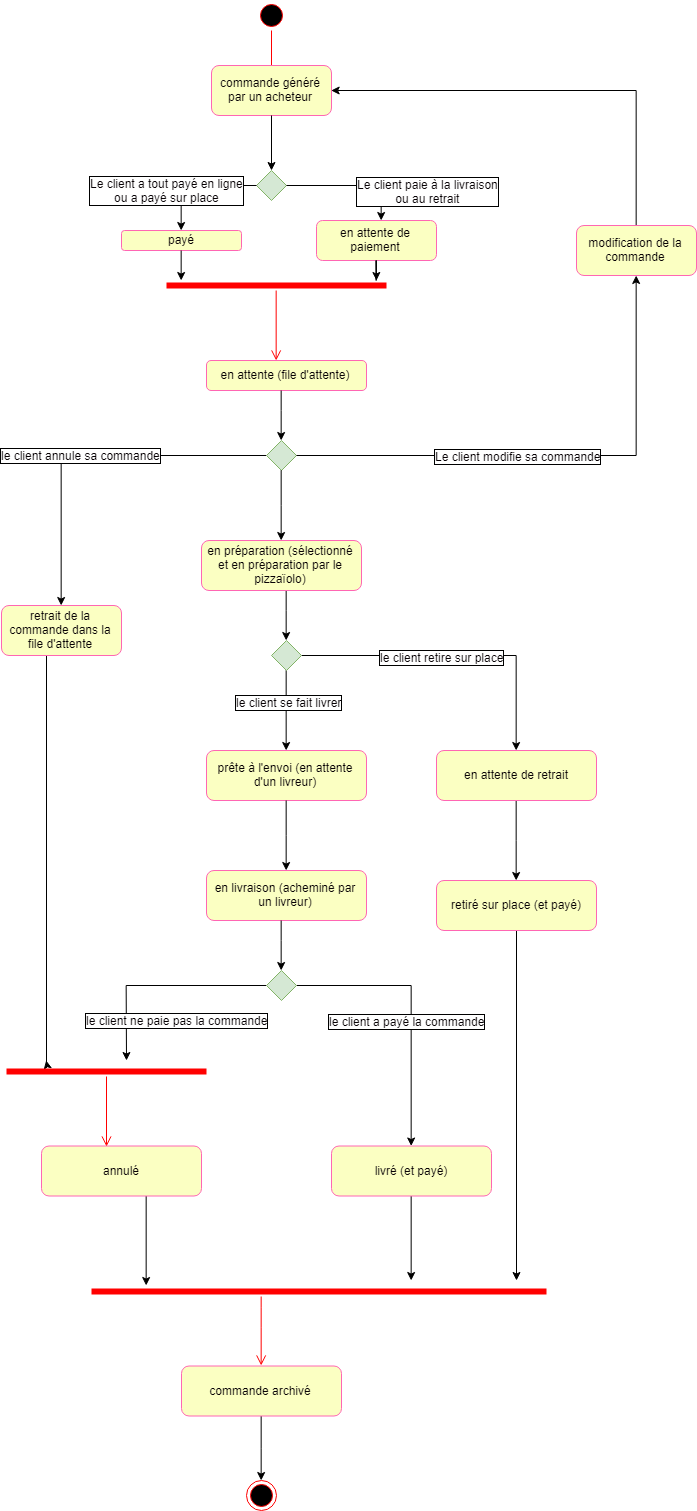 commande généré
par un acheteur
Le client a tout payé en ligne
ou a payé sur place
Le client paie à la livraison
ou au retrait
payé
en attente de
paiement
modification de la
commande
en attente (file d'attente)
le client annule sa commande
Le client modifie sa commande
en préparation (sélectionné
et en préparation par le
pizzaïolo)
retrait de la
commande dans la
file d'attente
le client retire sur place
le client se fait livrer
prête à l'envoi (en attente
d'un livreur)
en attente de retrait
en livraison (acheminé par
un livreur)
retiré sur place (et payé)
le client ne paie pas la commande
le client a payé la commande
annulé
livré (et payé)
commande archivé